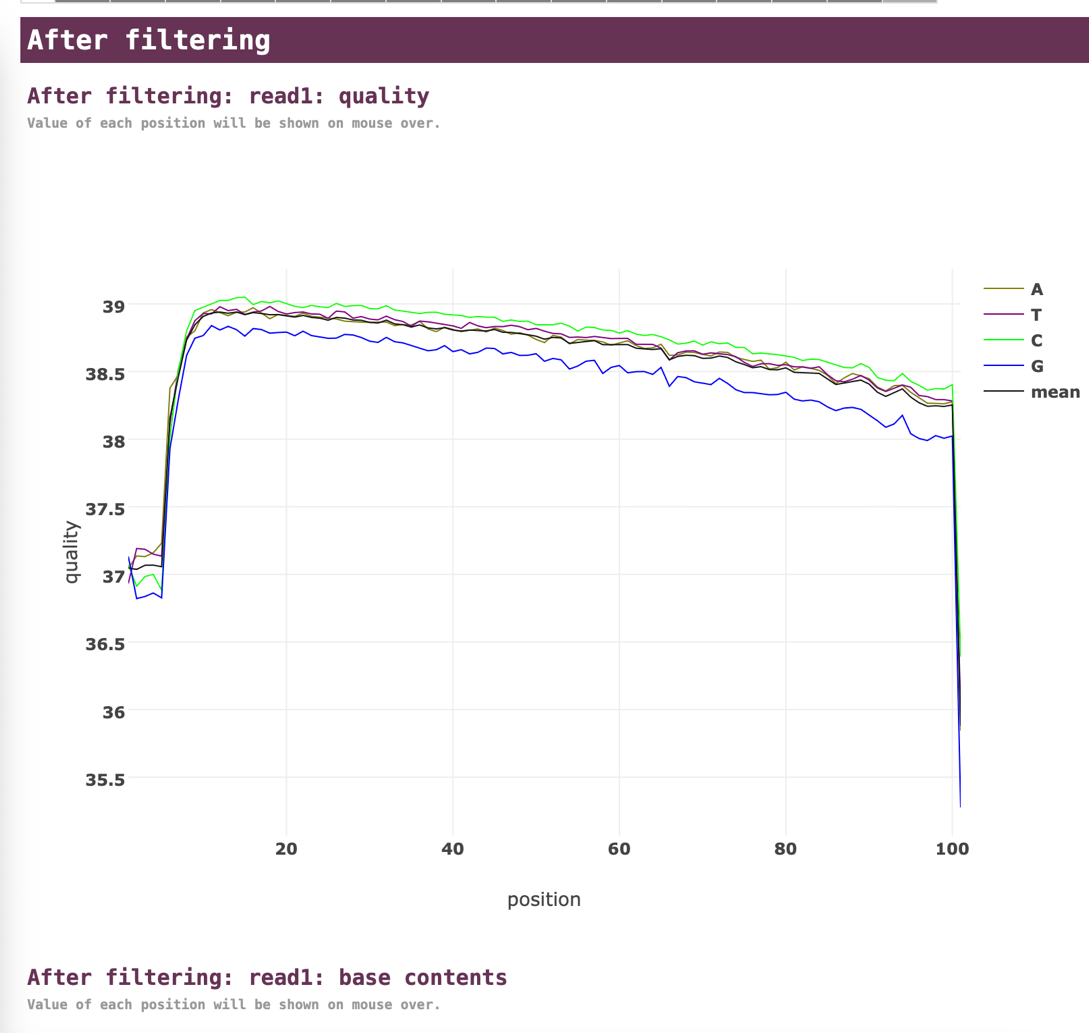 After filtering
After filtering: read1: quality
Value of each position will be shown on mouse over.
A
T
C
G
mean
39
38.5
38
37.5
37
36.5
36
35.5
quality
20 40 60 80 100
position
After filtering: read1: base contents
Value of each position will be shown on mouse over.